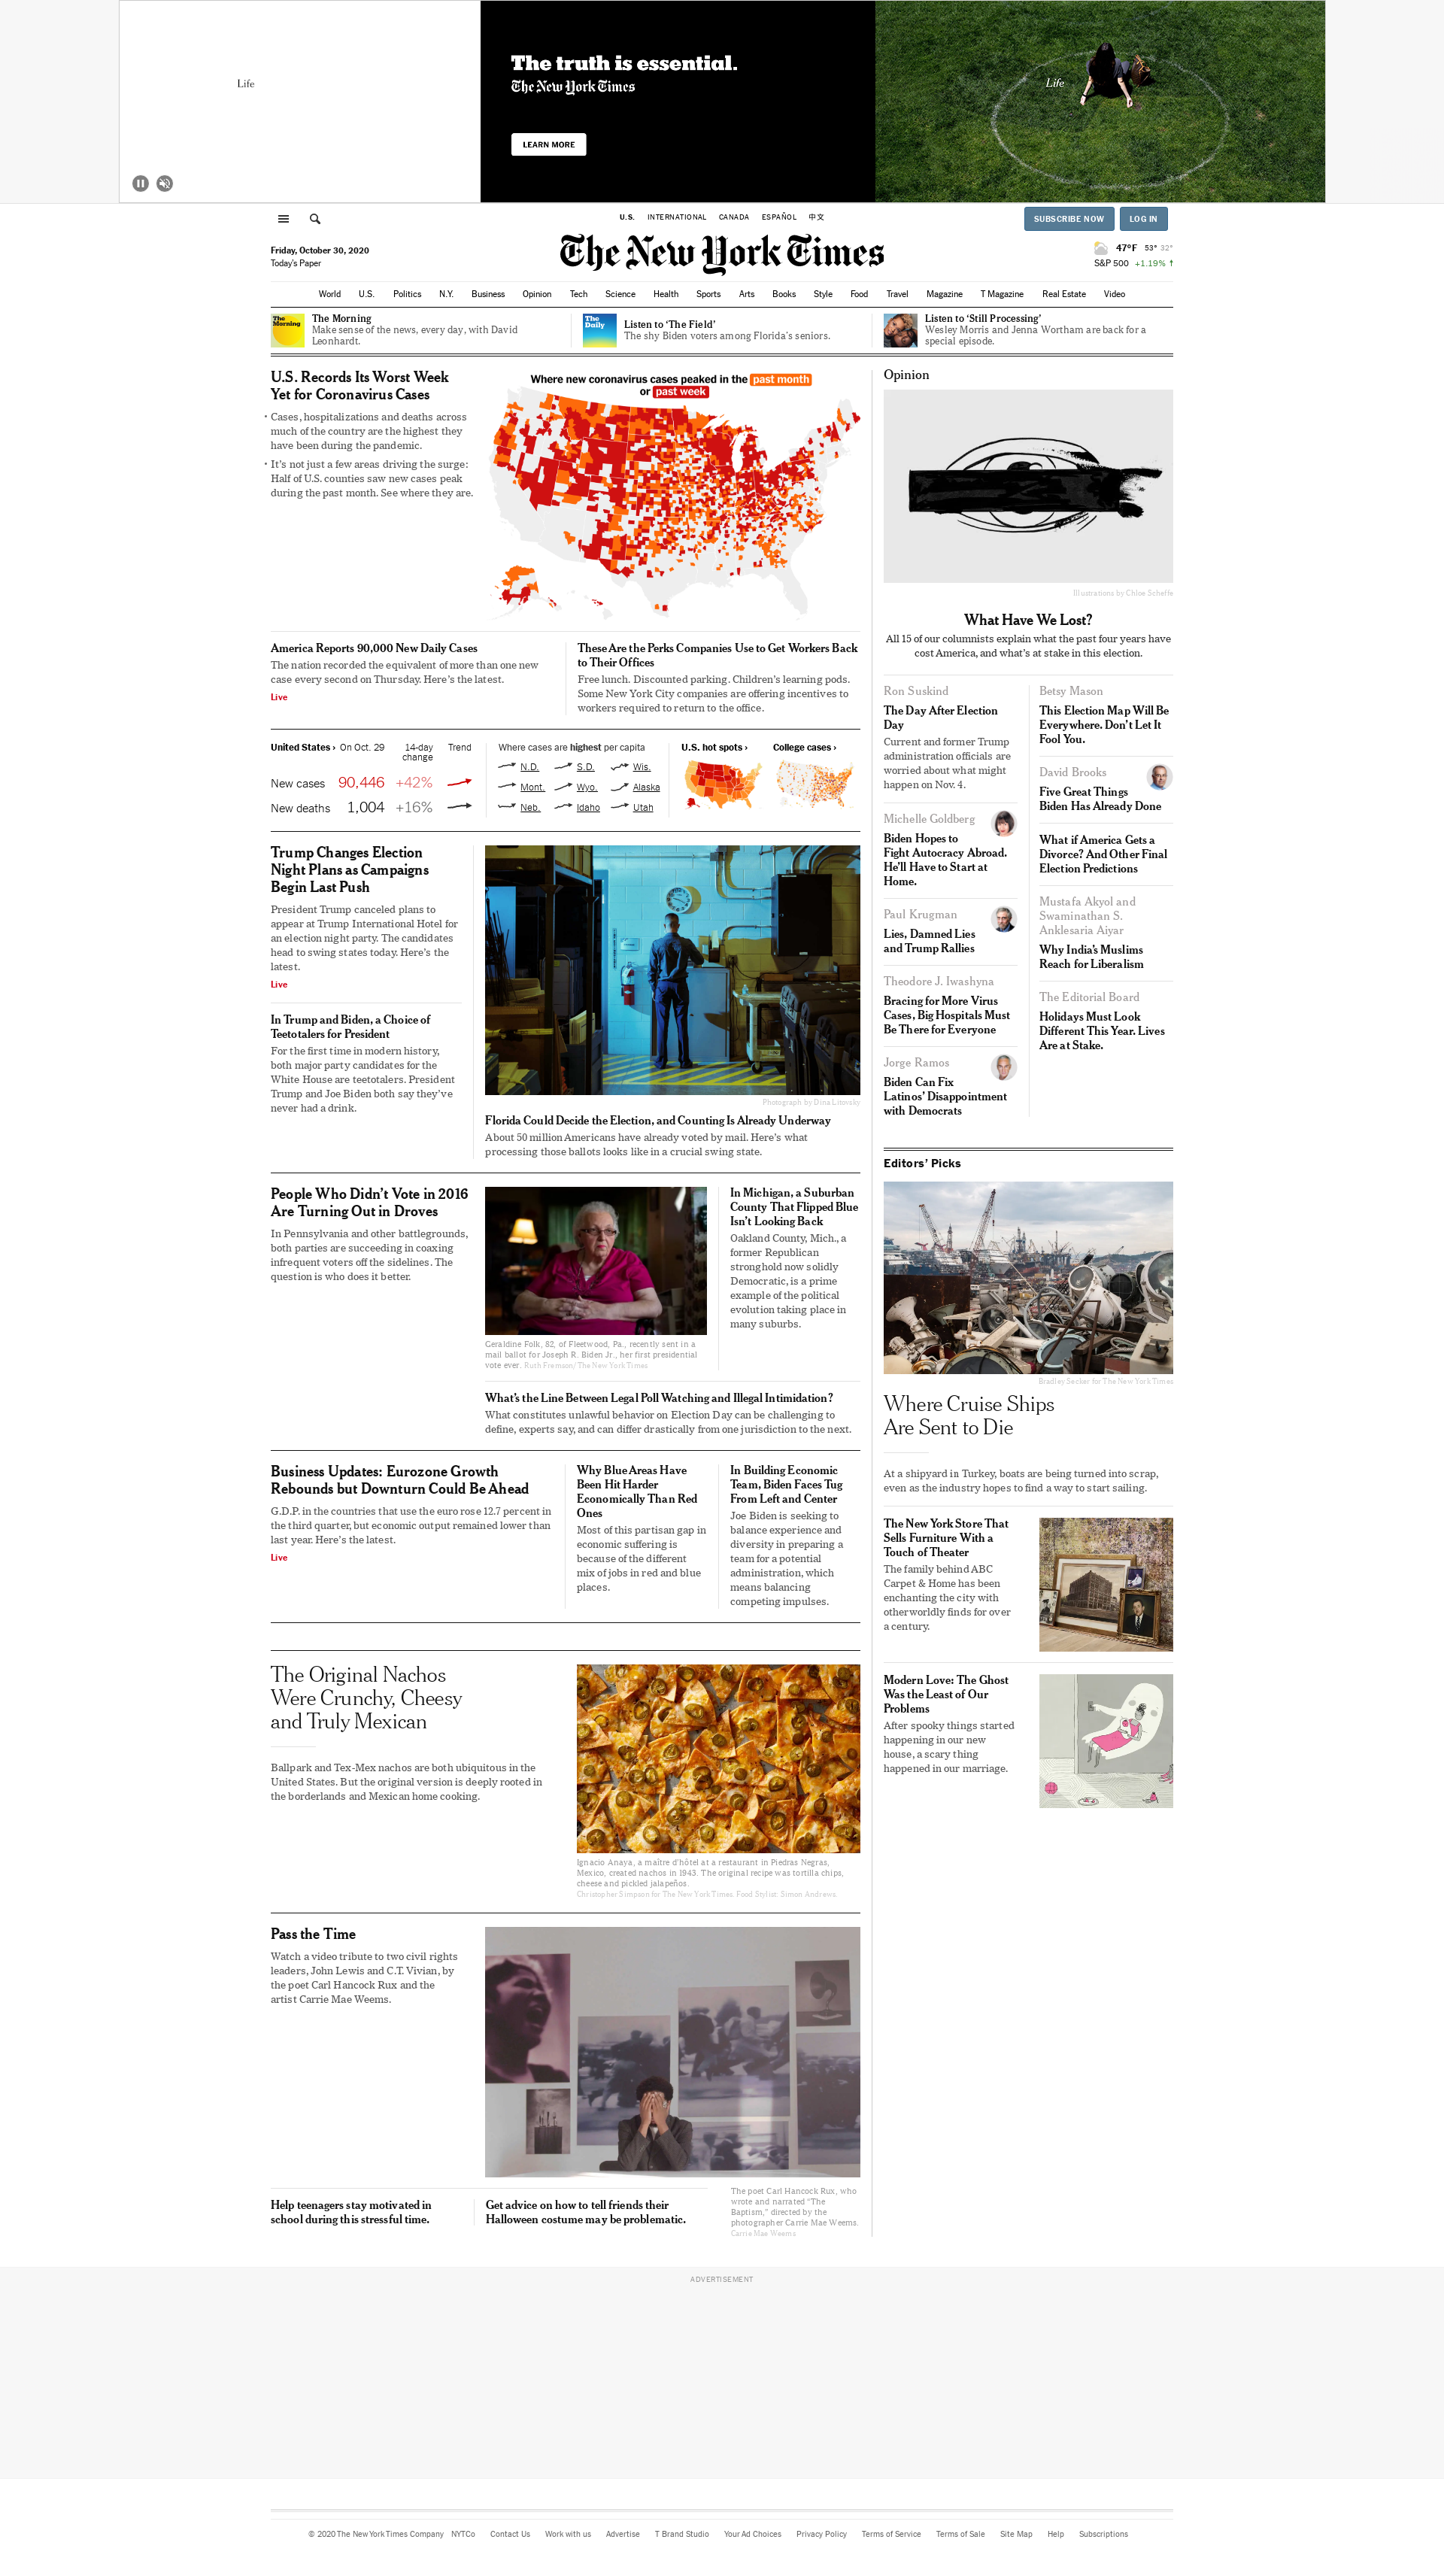 Life
The truth is essential.
The New York Times
LEARN MORE
Life
U.S. INTERNATIONAL CANADA ESPAÑOL 中文
SUBSCRIBE NOW LOG IN
Friday, October 30, 2020
Today's Paper
The New York Times
47°F 53° 32°
S&P 500 +1.19% ↑
World U.S. Politics N.Y. Business Opinion Tech Science Health Sports Arts Books Style Food Travel Magazine T Magazine Real Estate Video
The Morning
The Morning
Make sense of the news, every day, with David
Leonhardt.
The Daily
Listen to ‘The Field’
The shy Biden voters among Florida's seniors.
Listen to ‘Still Processing’
Wesley Morris and Jenna Wortham are back for a
special episode.
U.S. Records Its Worst Week
Yet for Coronavirus Cases
• Cases, hospitalizations and deaths across
much of the country are the highest they
have been during the pandemic.
• It’s not just a few areas driving the surge:
Half of U.S. counties saw new cases peak
during the past month. See where they are.
Where new coronavirus cases peaked in the past month
or past week
America Reports 90,000 New Daily Cases
The nation recorded the equivalent of more than one new
case every second on Thursday. Here’s the latest.
Live
These Are the Perks Companies Use to Get Workers Back
to Their Offices
Free lunch. Discounted parking. Children’s learning pods.
Some New York City companies are offering incentives to
workers required to return to the office.
United States › On Oct. 29 14-day
change Trend
New cases 90,446 +42%
New deaths 1,004 +16%
Where cases are highest per capita
N.D. S.D. Wis.
Mont. Wyo. Alaska
Neb. Idaho Utah
U.S. hot spots › College cases ›
Trump Changes Election
Night Plans as Campaigns
Begin Last Push
President Trump canceled plans to
appear at Trump International Hotel for
an election night party. The candidates
head to swing states today. Here’s the
latest.
Live
In Trump and Biden, a Choice of
Teetotalers for President
For the first time in modern history,
both major party candidates for the
White House are teetotalers. President
Trump and Joe Biden both say they’ve
never had a drink.
Photograph by Dina Litovsky
Florida Could Decide the Election, and Counting Is Already Underway
About 50 million Americans have already voted by mail. Here’s what
processing those ballots looks like in a crucial swing state.
People Who Didn’t Vote in 2016
Are Turning Out in Droves
In Pennsylvania and other battlegrounds,
both parties are succeeding in coaxing
infrequent voters off the sidelines. The
question is who does it better.
Geraldine Folk, 82, of Fleetwood, Pa., recently sent in a
mail ballot for Joseph R. Biden Jr., her first presidential
vote ever. Ruth Fremson/The New York Times
In Michigan, a Suburban
County That Flipped Blue
Isn’t Looking Back
Oakland County, Mich., a
former Republican
stronghold now solidly
Democratic, is a prime
example of the political
evolution taking place in
many suburbs.
What’s the Line Between Legal Poll Watching and Illegal Intimidation?
What constitutes unlawful behavior on Election Day can be challenging to
define, experts say, and can differ drastically from one jurisdiction to the next.
Business Updates: Eurozone Growth
Rebounds but Downturn Could Be Ahead
G.D.P. in the countries that use the euro rose 12.7 percent in
the third quarter, but economic output remained lower than
last year. Here’s the latest.
Live
Why Blue Areas Have
Been Hit Harder
Economically Than Red
Ones
Most of this partisan gap in
economic suffering is
because of the different
mix of jobs in red and blue
places.
In Building Economic
Team, Biden Faces Tug
From Left and Center
Joe Biden is seeking to
balance experience and
diversity in preparing a
team for a potential
administration, which
means balancing
competing impulses.
The Original Nachos
Were Crunchy, Cheesy
and Truly Mexican
Ballpark and Tex-Mex nachos are both ubiquitous in the
United States. But the original version is deeply rooted in
the borderlands and Mexican home cooking.
Ignacio Anaya, a maître d’hôtel at a restaurant in Piedras Negras,
Mexico, created nachos in 1943. The original recipe was tortilla chips,
cheese and pickled jalapeños.
Christopher Simpson for The New York Times. Food Stylist: Simon Andrews.
Pass the Time
Watch a video tribute to two civil rights
leaders, John Lewis and C.T. Vivian, by
the poet Carl Hancock Rux and the
artist Carrie Mae Weems.
Help teenagers stay motivated in
school during this stressful time.
Get advice on how to tell friends their
Halloween costume may be problematic.
The poet Carl Hancock Rux, who
wrote and narrated “The
Baptism,” directed by the
photographer Carrie Mae Weems.
Carrie Mae Weems
Opinion
Illustrations by Chloe Scheffe
What Have We Lost?
All 15 of our columnists explain what the past four years have
cost America, and what’s at stake in this election.
Ron Suskind
The Day After Election
Day
Current and former Trump
administration officials are
worried about what might
happen on Nov. 4.
Michelle Goldberg
Biden Hopes to
Fight Autocracy Abroad.
He’ll Have to Start at
Home.
Paul Krugman
Lies, Damned Lies
and Trump Rallies
Theodore J. Iwashyna
Bracing for More Virus
Cases, Big Hospitals Must
Be There for Everyone
Jorge Ramos
Biden Can Fix
Latinos’ Disappointment
with Democrats
Betsy Mason
This Election Map Will Be
Everywhere. Don’t Let It
Fool You.
David Brooks
Five Great Things
Biden Has Already Done
What if America Gets a
Divorce? And Other Final
Election Predictions
Mustafa Akyol and
Swaminathan S.
Anklesaria Aiyar
Why India’s Muslims
Reach for Liberalism
The Editorial Board
Holidays Must Look
Different This Year. Lives
Are at Stake.
Editors’ Picks
Bradley Secker for The New York Times
Where Cruise Ships
Are Sent to Die
At a shipyard in Turkey, boats are being turned into scrap,
even as the industry hopes to find a way to start sailing.
The New York Store That
Sells Furniture With a
Touch of Theater
The family behind ABC
Carpet & Home has been
enchanting the city with
otherworldly finds for over
a century.
Modern Love: The Ghost
Was the Least of Our
Problems
After spooky things started
happening in our new
house, a scary thing
happened in our marriage.
ADVERTISEMENT
© 2020 The New York Times Company NYTCo Contact Us Work with us Advertise T Brand Studio Your Ad Choices Privacy Policy Terms of Service Terms of Sale Site Map Help Subscriptions